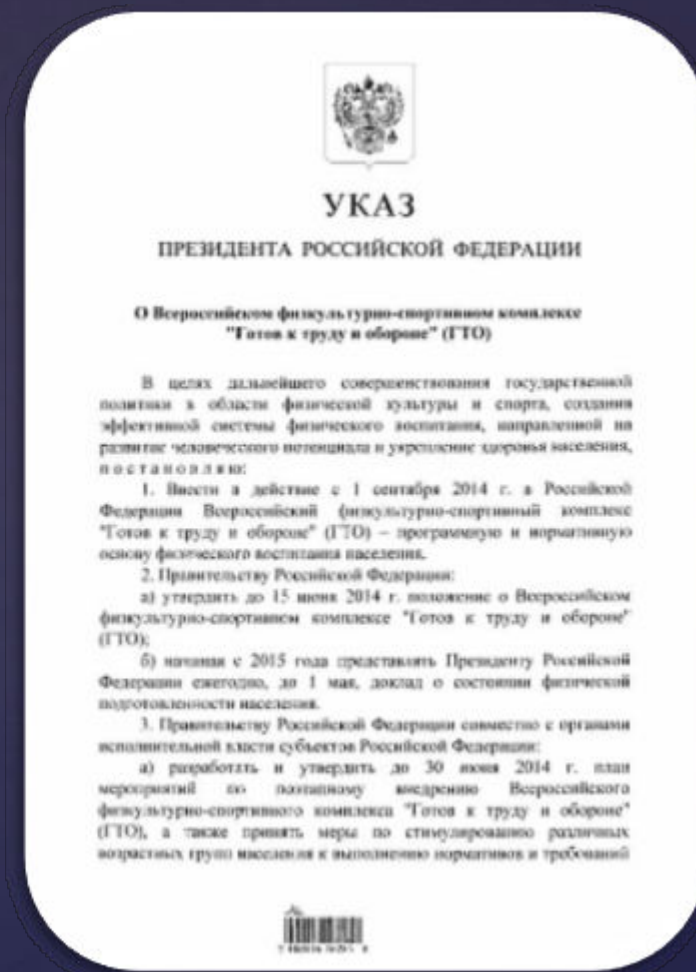 УКАЗ
ПРЕЗИДЕНТА РОССИЙСКОЙ ФЕДЕРАЦИИ
О Всероссийском физкультурно-спортивном комплексе
"Готов к труду и обороне" (ГТО)
В целях дальнейшего совершенствования государственной
политики в области физической культуры и спорта, создания
эффективной системы физического воспитания, направленной на
развитие человеческого потенциала и укрепление здоровья населения,
п о с т а н о в л я ю:
1. Ввести в действие с 1 сентября 2014 г. в Российской
Федерации Всероссийский физкультурно-спортивный комплекс
"Готов к труду и обороне" (ГТО) – программную и нормативную
основу физического воспитания населения.
2. Правительству Российской Федерации:
а) утвердить до 15 июня 2014 г. положение о Всероссийском
физкультурно-спортивном комплексе "Готов к труду и обороне"
(ГТО);
б) начиная с 2015 года представлять Президенту Российской
Федерации ежегодно, до 1 мая, доклад о состоянии физической
подготовленности населения.
3. Правительству Российской Федерации совместно с органами
исполнительной власти субъектов Российской Федерации:
а) разработать и утвердить до 30 июня 2014 г. план
мероприятий по поэтапному внедрению Всероссийского
физкультурно-спортивного комплекса "Готов к труду и обороне"
(ГТО), а также принять меры по стимулированию различных
возрастных групп населения к выполнению нормативов и требований